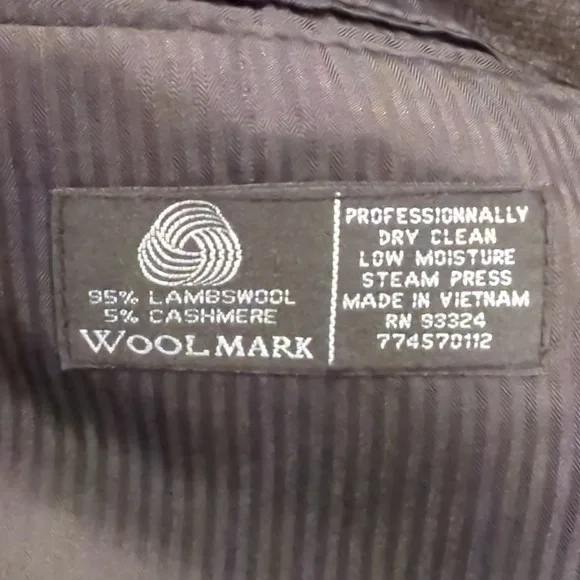 95% LAMBSWOOL
5% CASHMERE
WOOLMARK
PROFESSIONNALLY
DRY CLEAN
LOW MOISTURE
STEAM PRESS
MADE IN VIETNAM
RN 93324
774570112